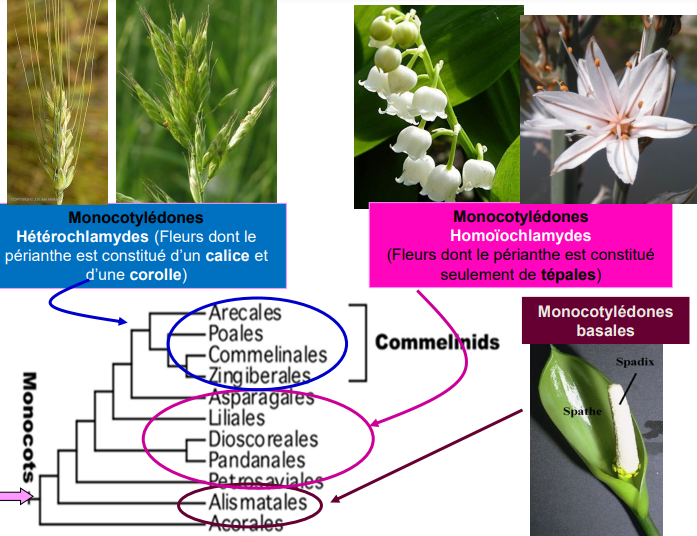 Monocotylédones
Hétérochlamydes (Fleurs dont le
périanthe est constitué d'un calice et
d'une corolle)
Monocotylédones
Homoïochlamydes
(Fleurs dont le périanthe est constitué
seulement de tépales)
Monocotylédones
basales
Monocots
Arecales
Poales
Commelinales
Zingiberales
Commelinids
Asparagales
Liliales
Dioscoreales
Pandanales
Petrosaviales
Alismatales
Acorales
Spadix
Spathe